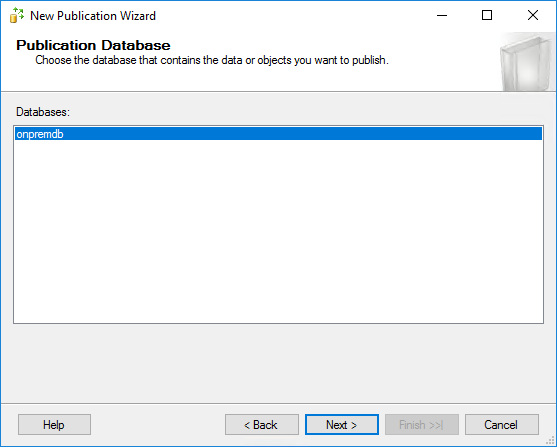 New Publication Wizard
Publication Database
Choose the database that contains the data or objects you want to publish.
Databases:
onpremdb
Help
< Back
Next >
Finish >>|
Cancel